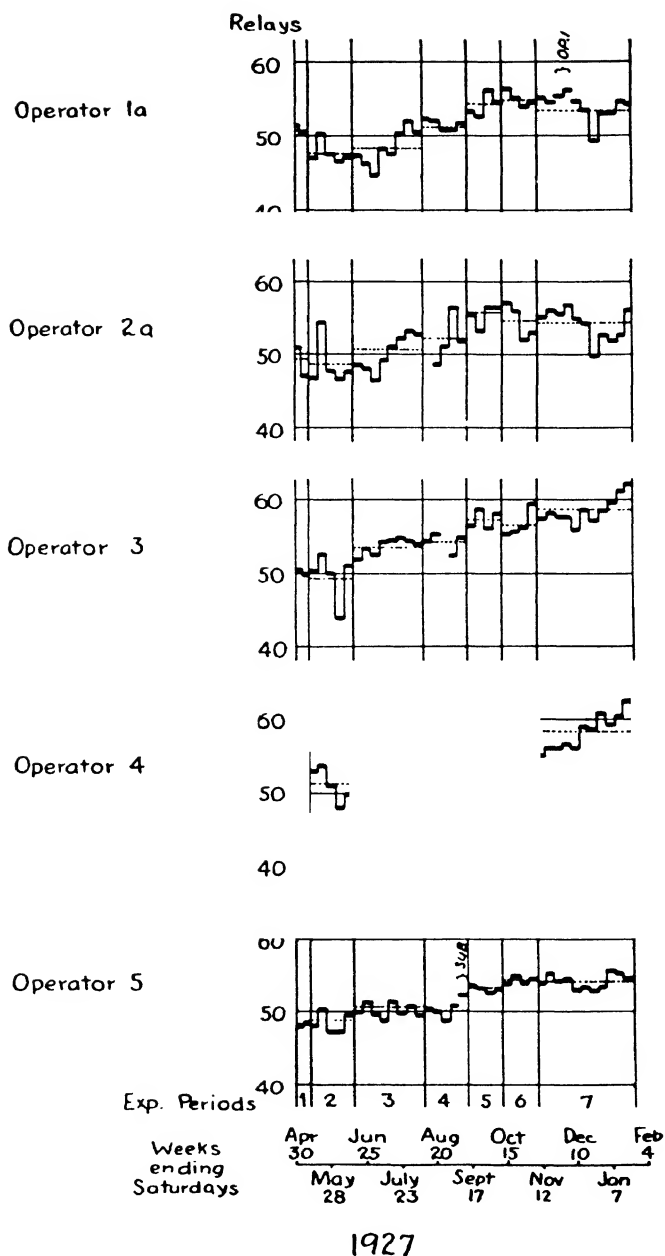 Relays
60
OP.1
Operator 1a
50
40
60
Operator 2a
50
40
60
Operator 3
50
40
60
Operator 4
50
40
60
SUB.
Operator 5
50
40
Exp. Periods 1 2 3 4 5 6 7
Weeks ending Saturdays
Apr 30
May 28
Jun 25
July 23
Aug 20
Sept 17
Oct 15
Nov 12
Dec 10
Jan 7
Feb 4
1927